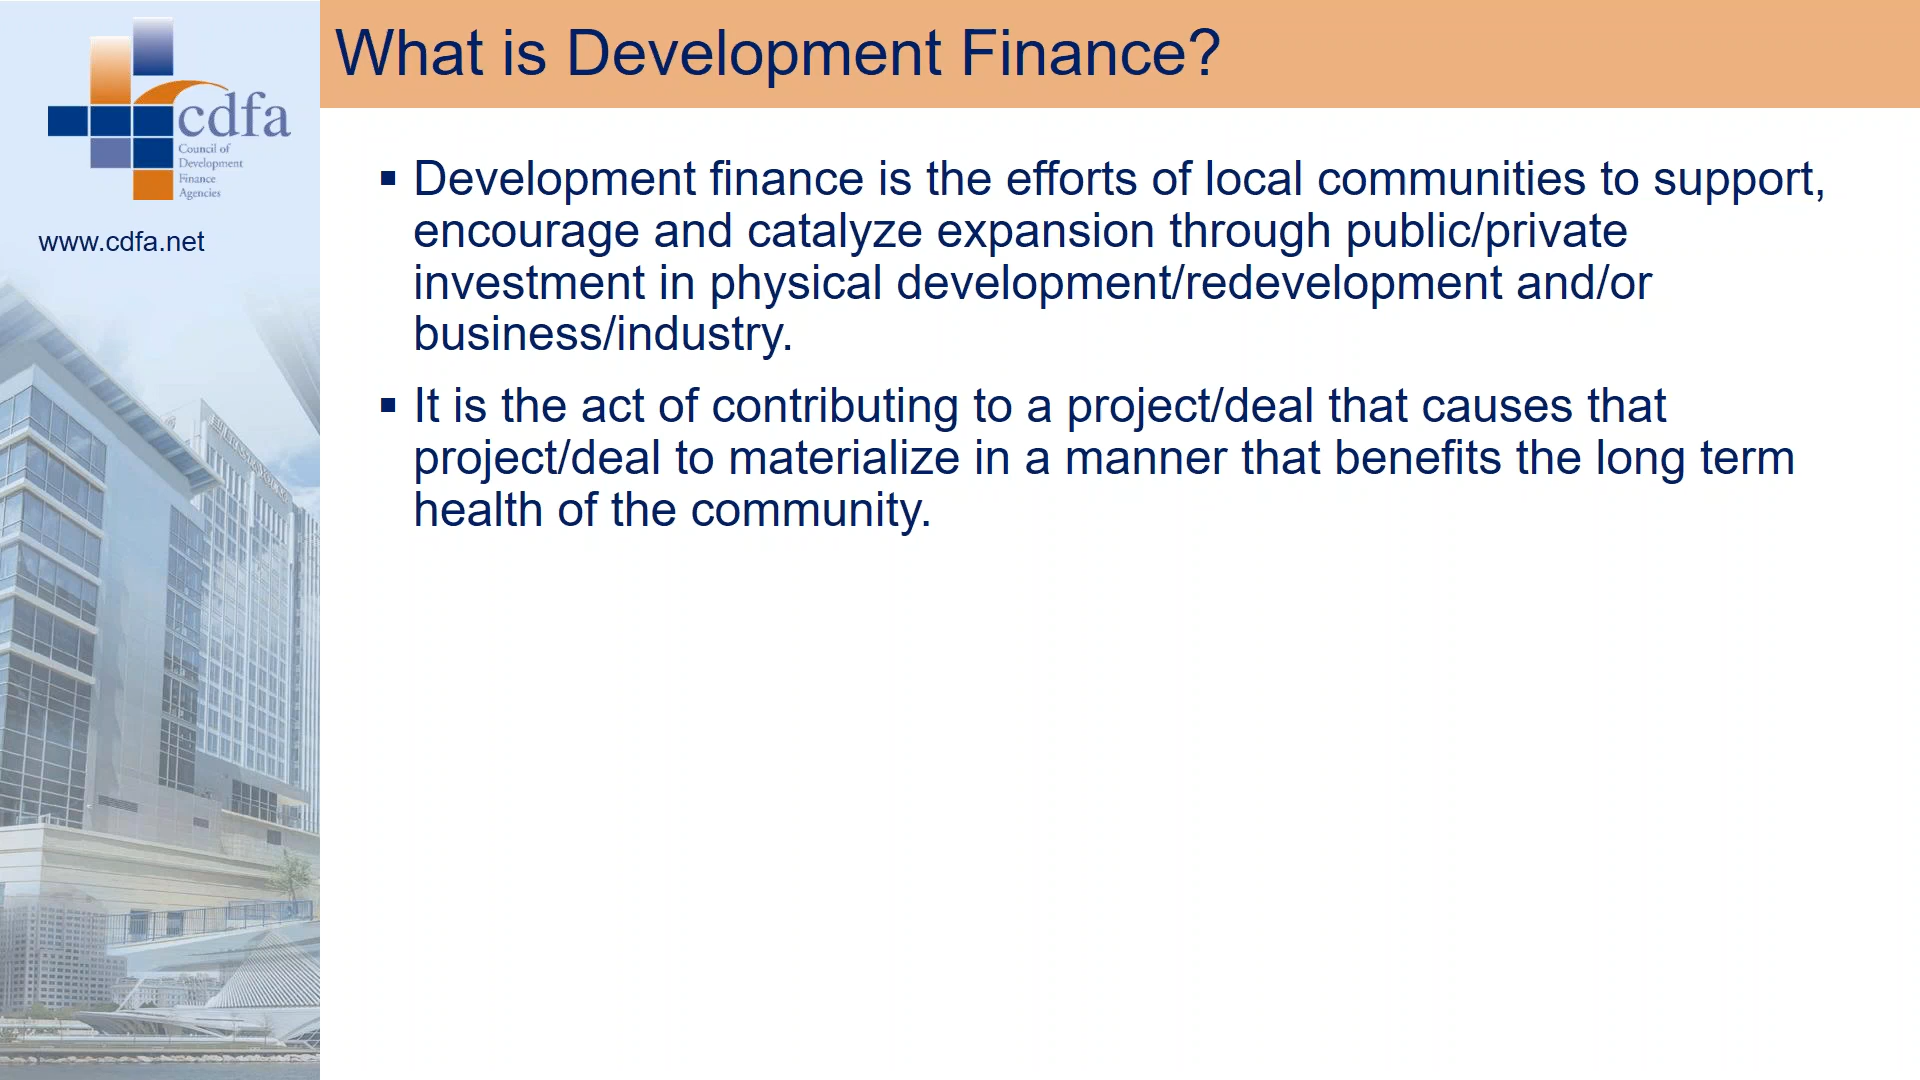 What is Development Finance?
cdfa
Council of
Development
Finance
Agencies
www.cdfa.net
▪ Development finance is the efforts of local communities to support,
encourage and catalyze expansion through public/private
investment in physical development/redevelopment and/or
business/industry.
▪ It is the act of contributing to a project/deal that causes that
project/deal to materialize in a manner that benefits the long term
health of the community.